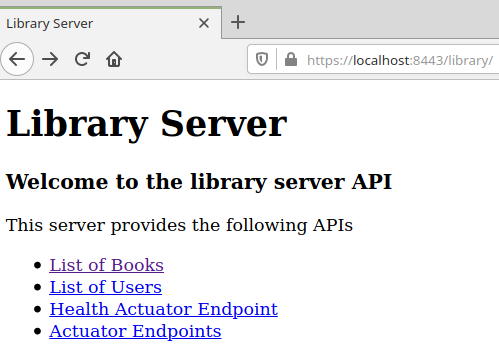 Library Server
https://localhost:8443/library/
Library Server
Welcome to the library server API
This server provides the following APIs
List of Books
List of Users
Health Actuator Endpoint
Actuator Endpoints